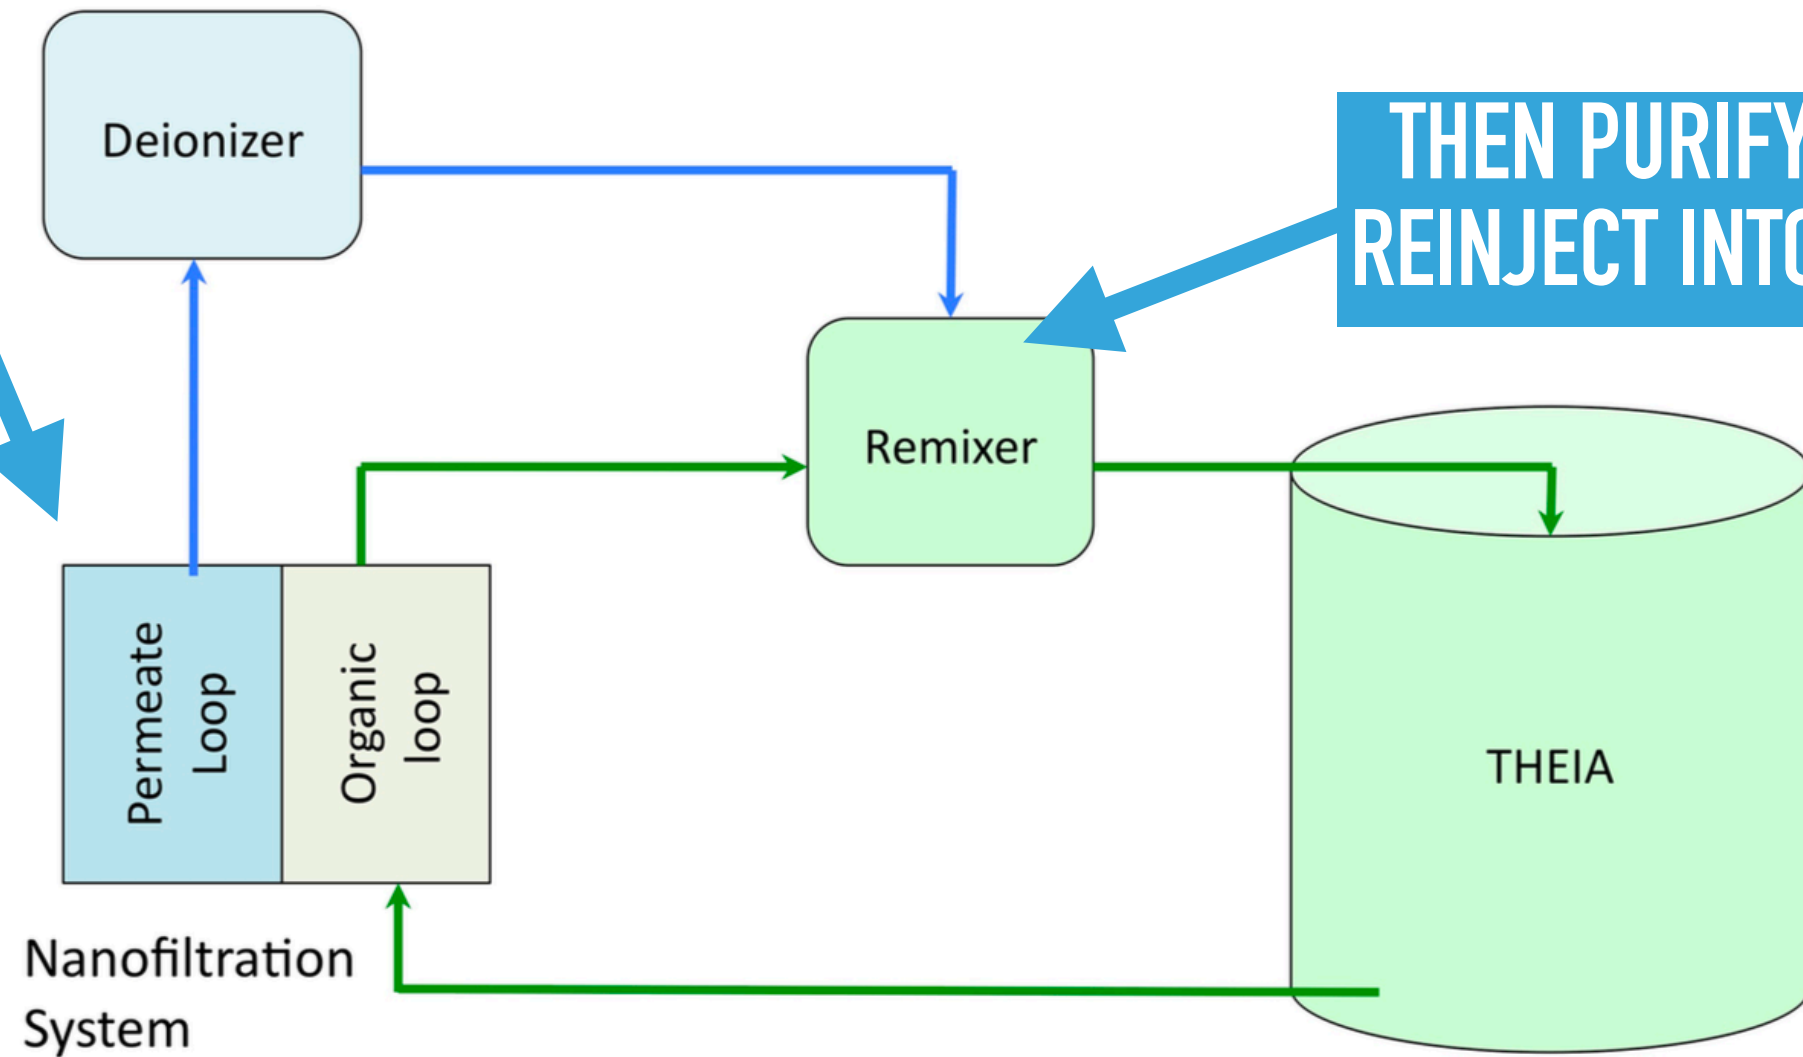 Deionizer
THEN PURIFY
REINJECT INTO
Remixer
Permeate
Loop
Organic
loop
THEIA
Nanofiltration
System